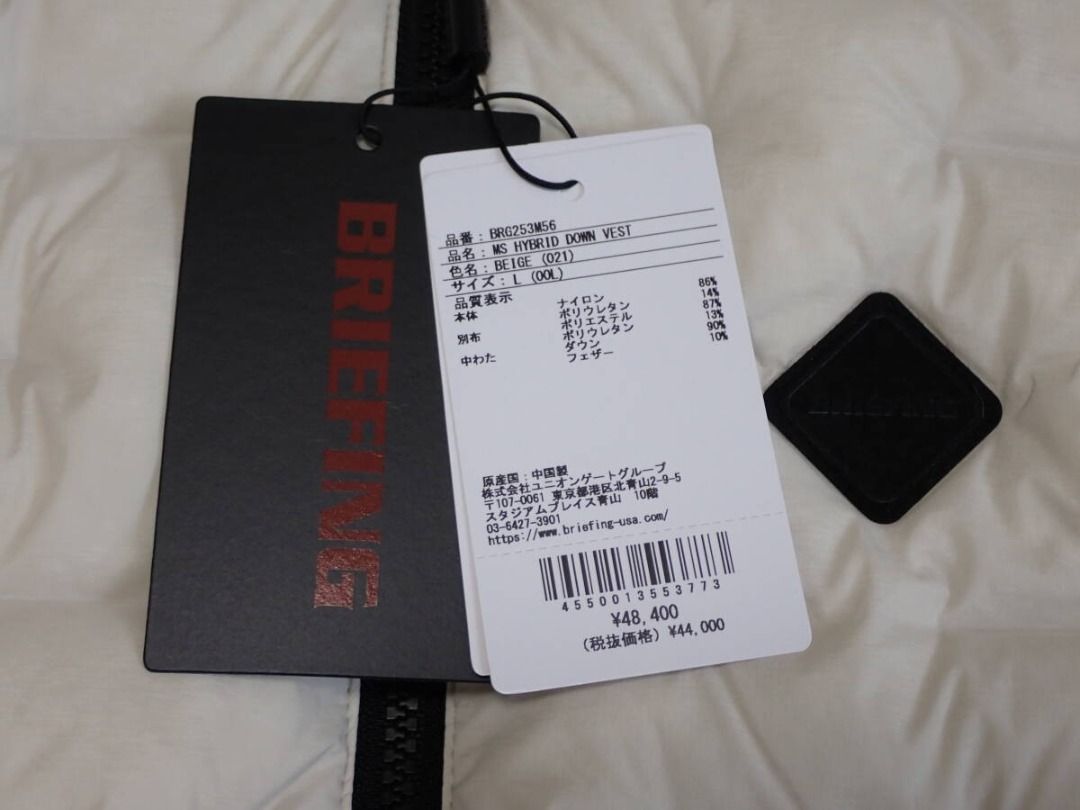 BRIEFING
品番：BRG253M56
品名：MS HYBRID DOWN VEST
色名：BEIGE (021)
サイズ：L (00L)
品質表示
本体 ナイロン 86%
ポリウレタン 14%
別布 ポリエステル 87%
ポリウレタン 13%
中わた ダウン 90%
フェザー 10%
原産国：中国製
株式会社ユニオンゲートグループ
〒107-0061 東京都港区北青山2-9-5
スタジアムプレイス青山 10階
03-6427-3901
https://www.briefing-usa.com/
4550013553773
¥48,400
(税抜価格) ¥44,000
BRIEFING